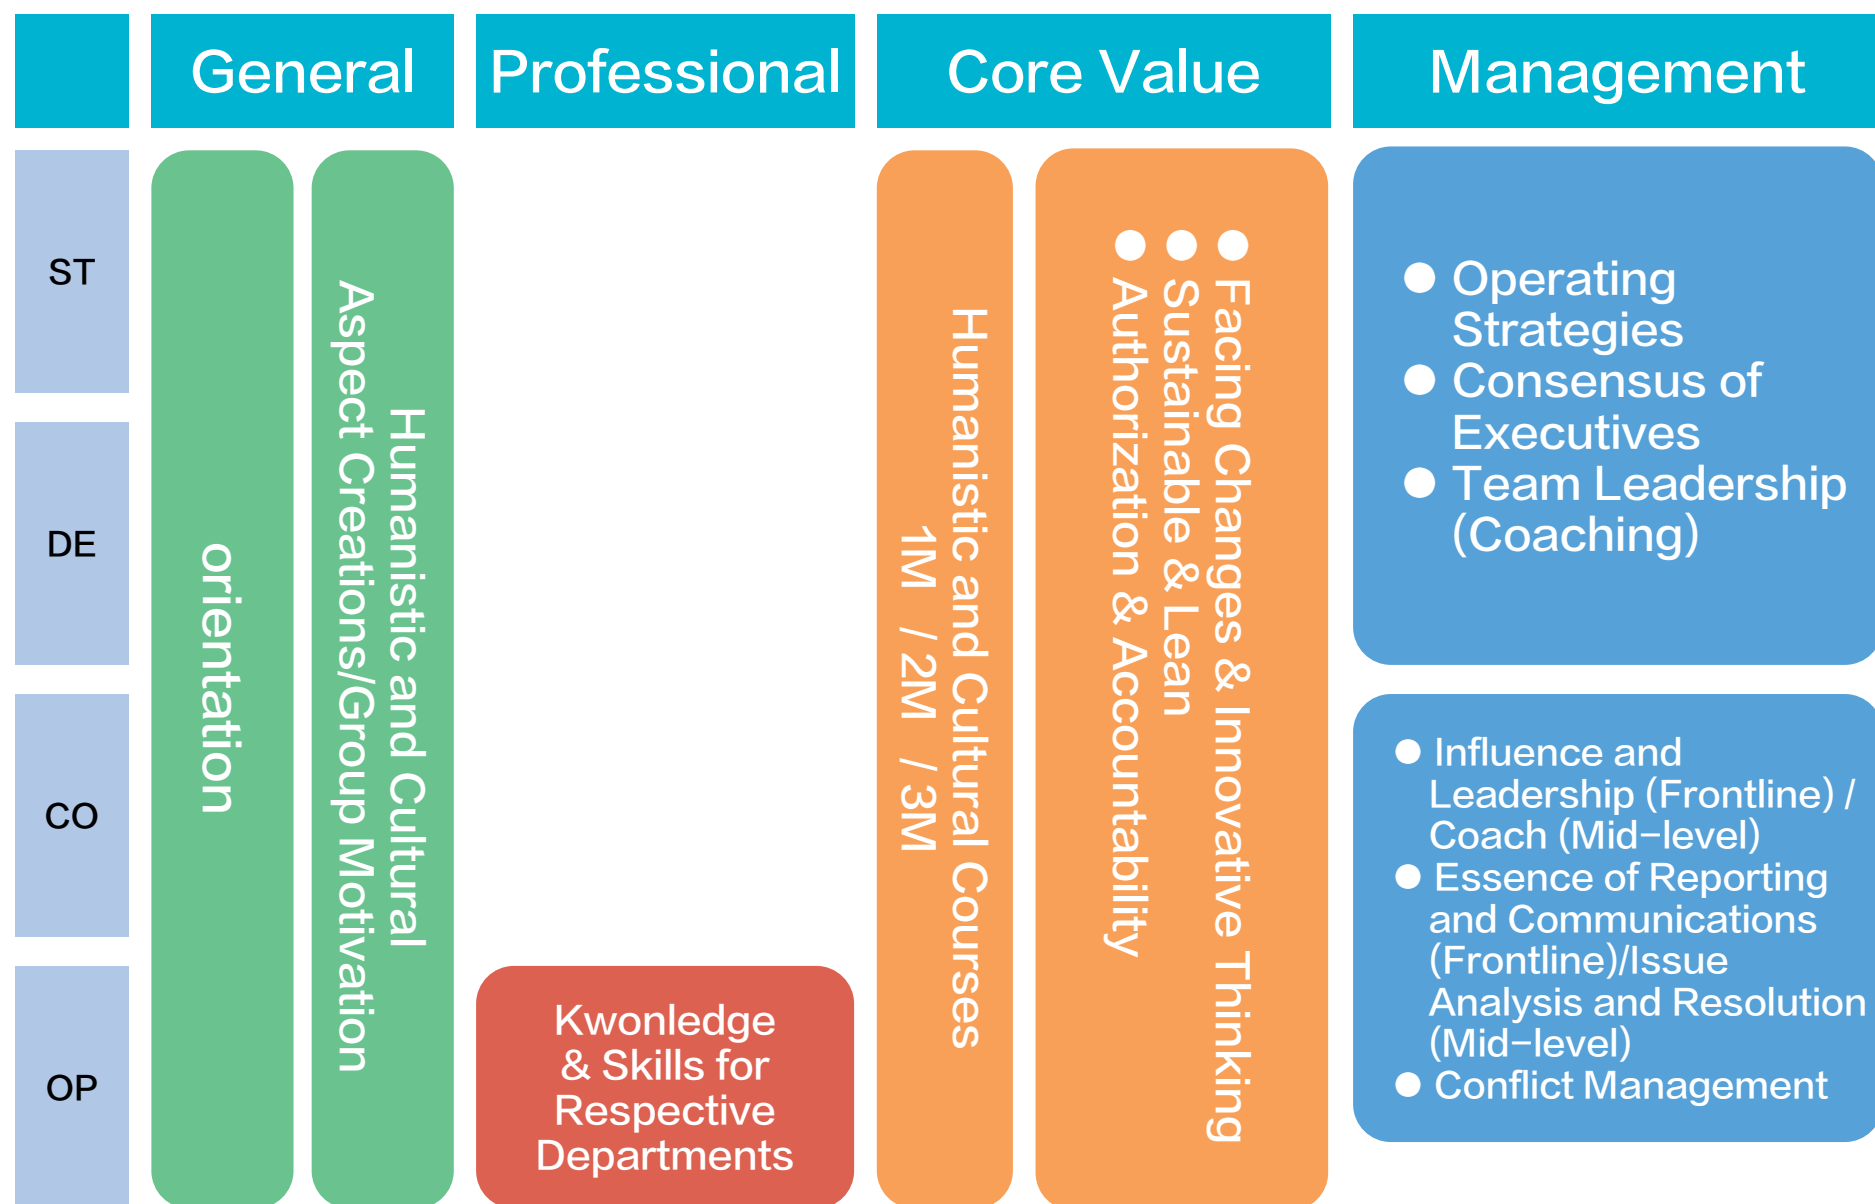 General
Professional
Core Value
Management
ST
DE
CO
OP
orientation
Humanistic and Cultural
Aspect Creations/Group Motivation
Kwonledge
& Skills for
Respective
Departments
Humanistic and Cultural Courses
1M / 2M / 3M
● Facing Changes & Innovative Thinking
● Sustainable & Lean
● Authorization & Accountability
● Operating
Strategies
● Consensus of
Executives
● Team Leadership
(Coaching)
● Influence and
Leadership (Frontline) /
Coach (Mid-level)
● Essence of Reporting
and Communications
(Frontline)/Issue
Analysis and Resolution
(Mid-level)
● Conflict Management